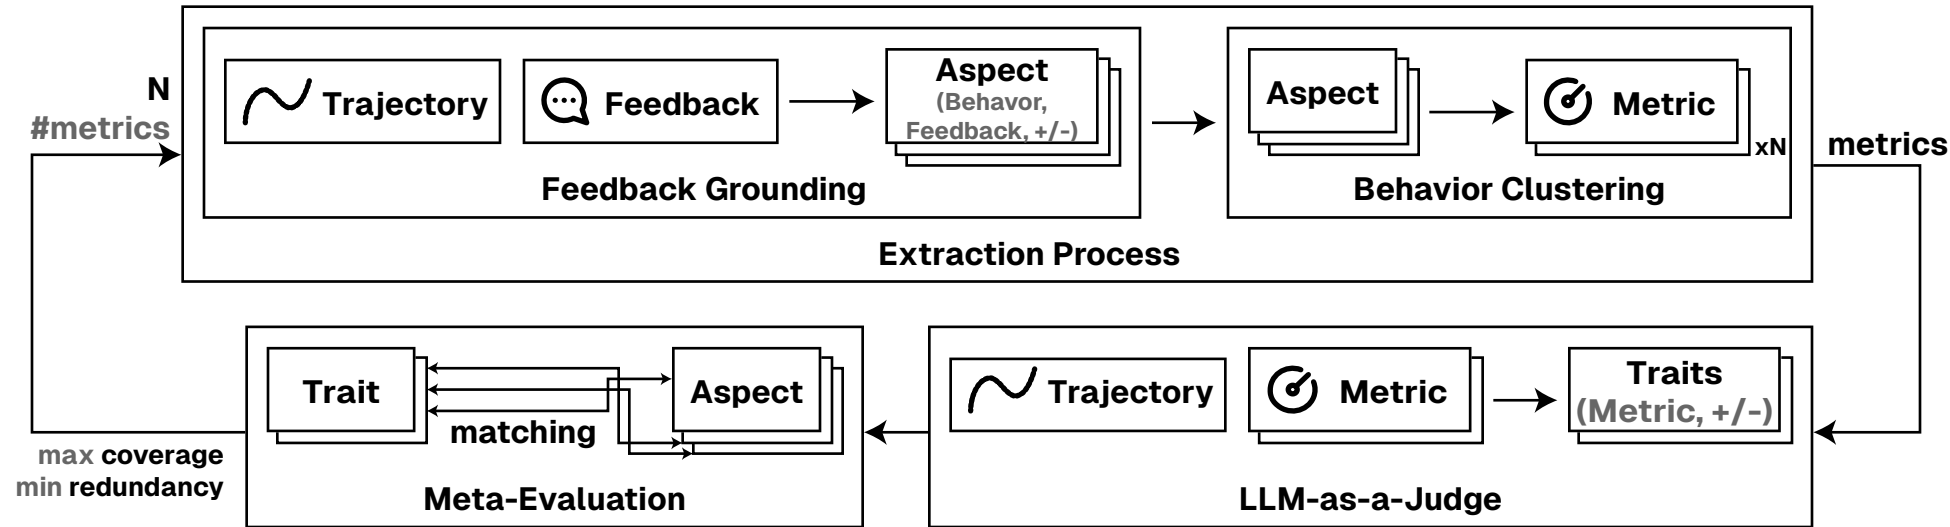 N
#metrics
Trajectory
Feedback
Aspect
(Behavor,
Feedback, +/-)
Feedback Grounding
Aspect
Metric
xN
Behavior Clustering
Extraction Process
metrics
Trait
Aspect
matching
Meta-Evaluation
Trajectory
Metric
Traits
(Metric, +/-)
LLM-as-a-Judge
max coverage
min redundancy